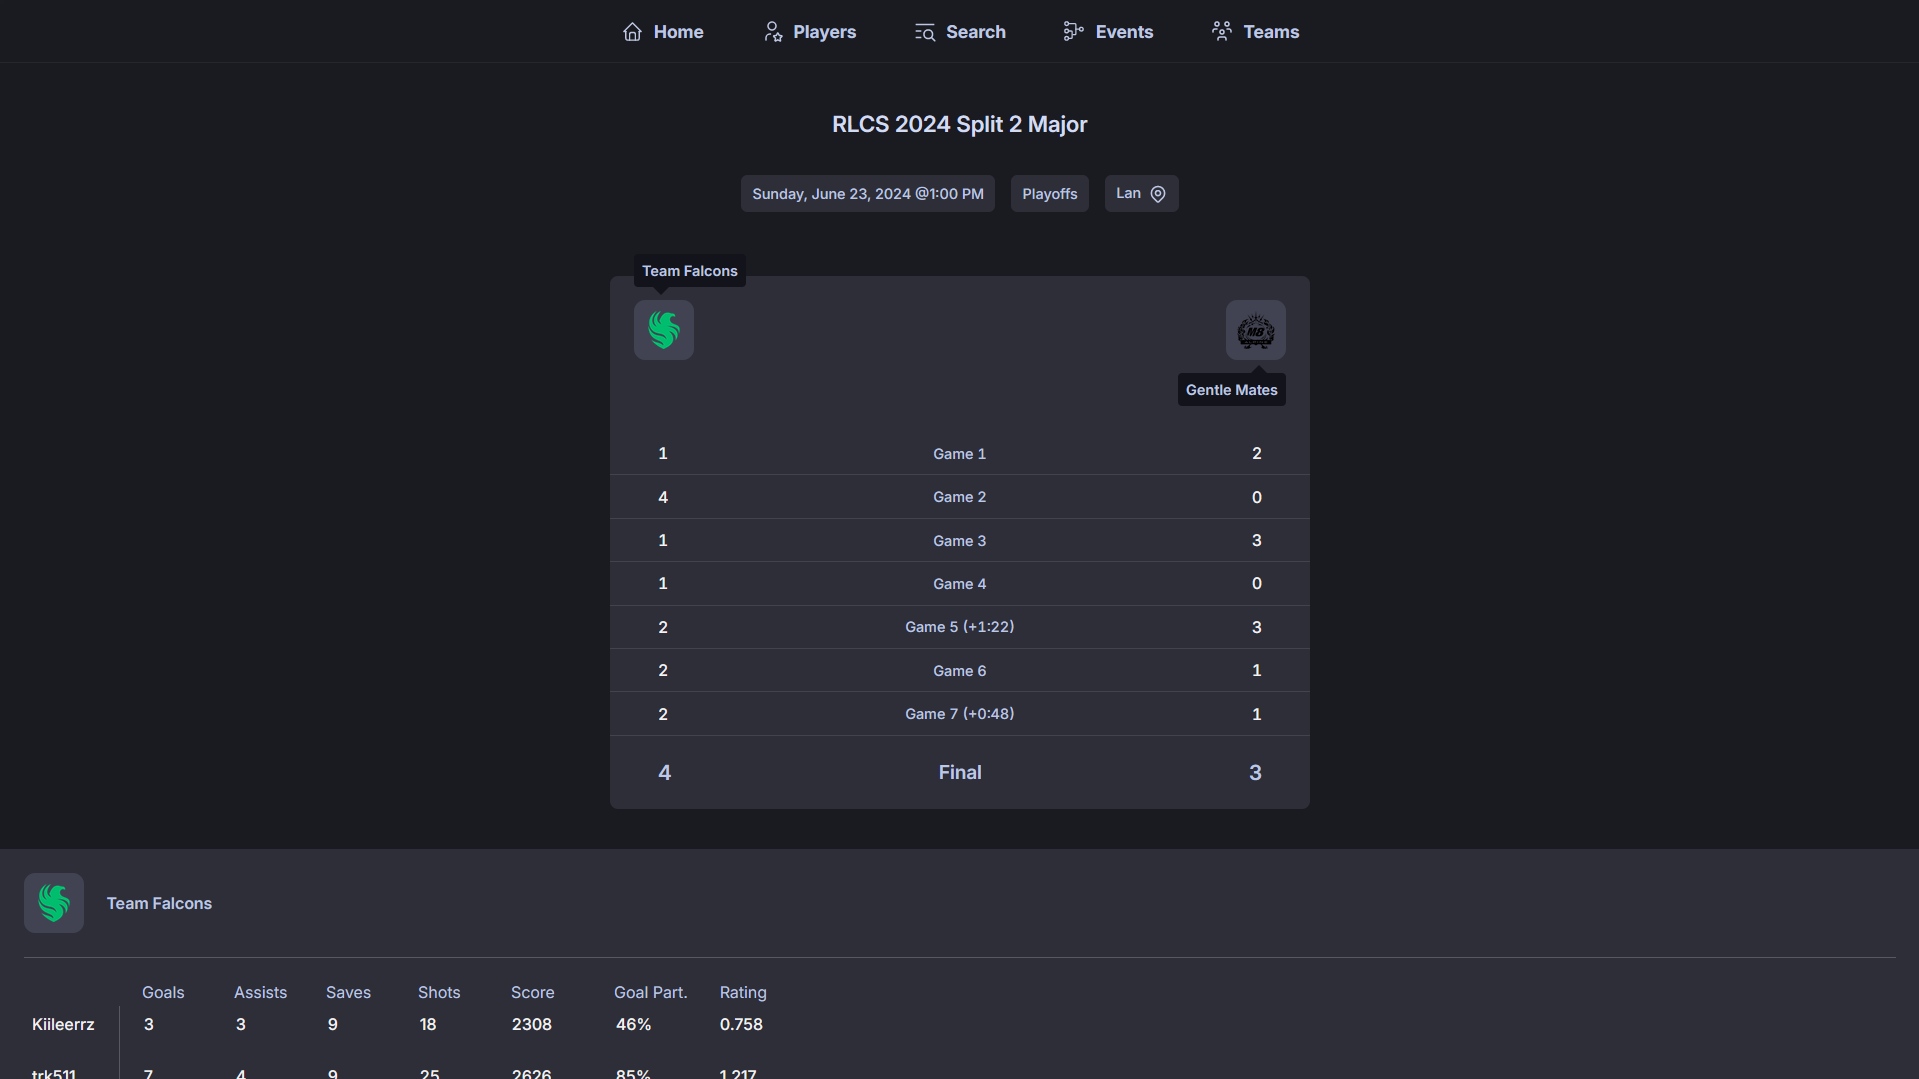 Home Players Search Events Teams
RLCS 2024 Split 2 Major
Sunday, June 23, 2024 @1:00 PM Playoffs Lan
Team Falcons
M8
Gentle Mates
1 Game 1 2
4 Game 2 0
1 Game 3 3
1 Game 4 0
2 Game 5 (+1:22) 3
2 Game 6 1
2 Game 7 (+0:48) 1
4 Final 3
Team Falcons
Goals Assists Saves Shots Score Goal Part. Rating
Kiileerrz 3 3 9 18 2308 46% 0.758
trk511 7 4 9 25 2626 85% 1.217